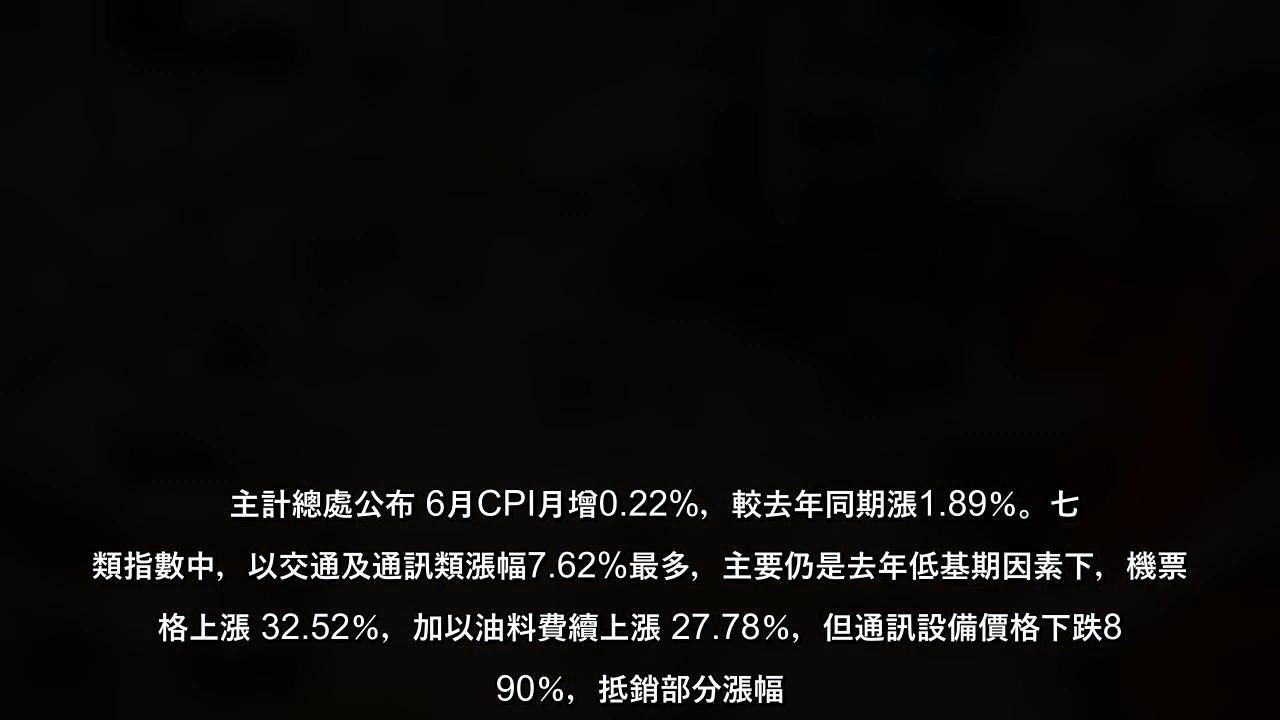 主計總處公布 6月CPI月增0.22%，較去年同期漲1.89%。七
類指數中，以交通及通訊類漲幅7.62%最多，主要仍是去年低基期因素下，機票
格上漲 32.52%，加以油料費續上漲 27.78%，但通訊設備價格下跌8
90%，抵銷部分漲幅